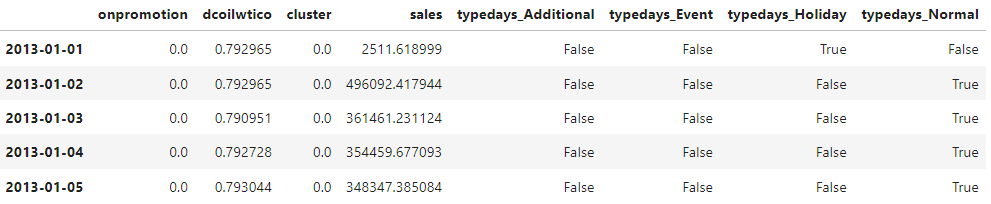 onpromotion dcoilwtico cluster sales typedays_Additional typedays_Event typedays_Holiday typedays_Normal
2013-01-01 0.0 0.792965 0.0 2511.618999 False False True False
2013-01-02 0.0 0.792965 0.0 496092.417944 False False False True
2013-01-03 0.0 0.790951 0.0 361461.231124 False False False True
2013-01-04 0.0 0.792728 0.0 354459.677093 False False False True
2013-01-05 0.0 0.793044 0.0 348347.385084 False False False True